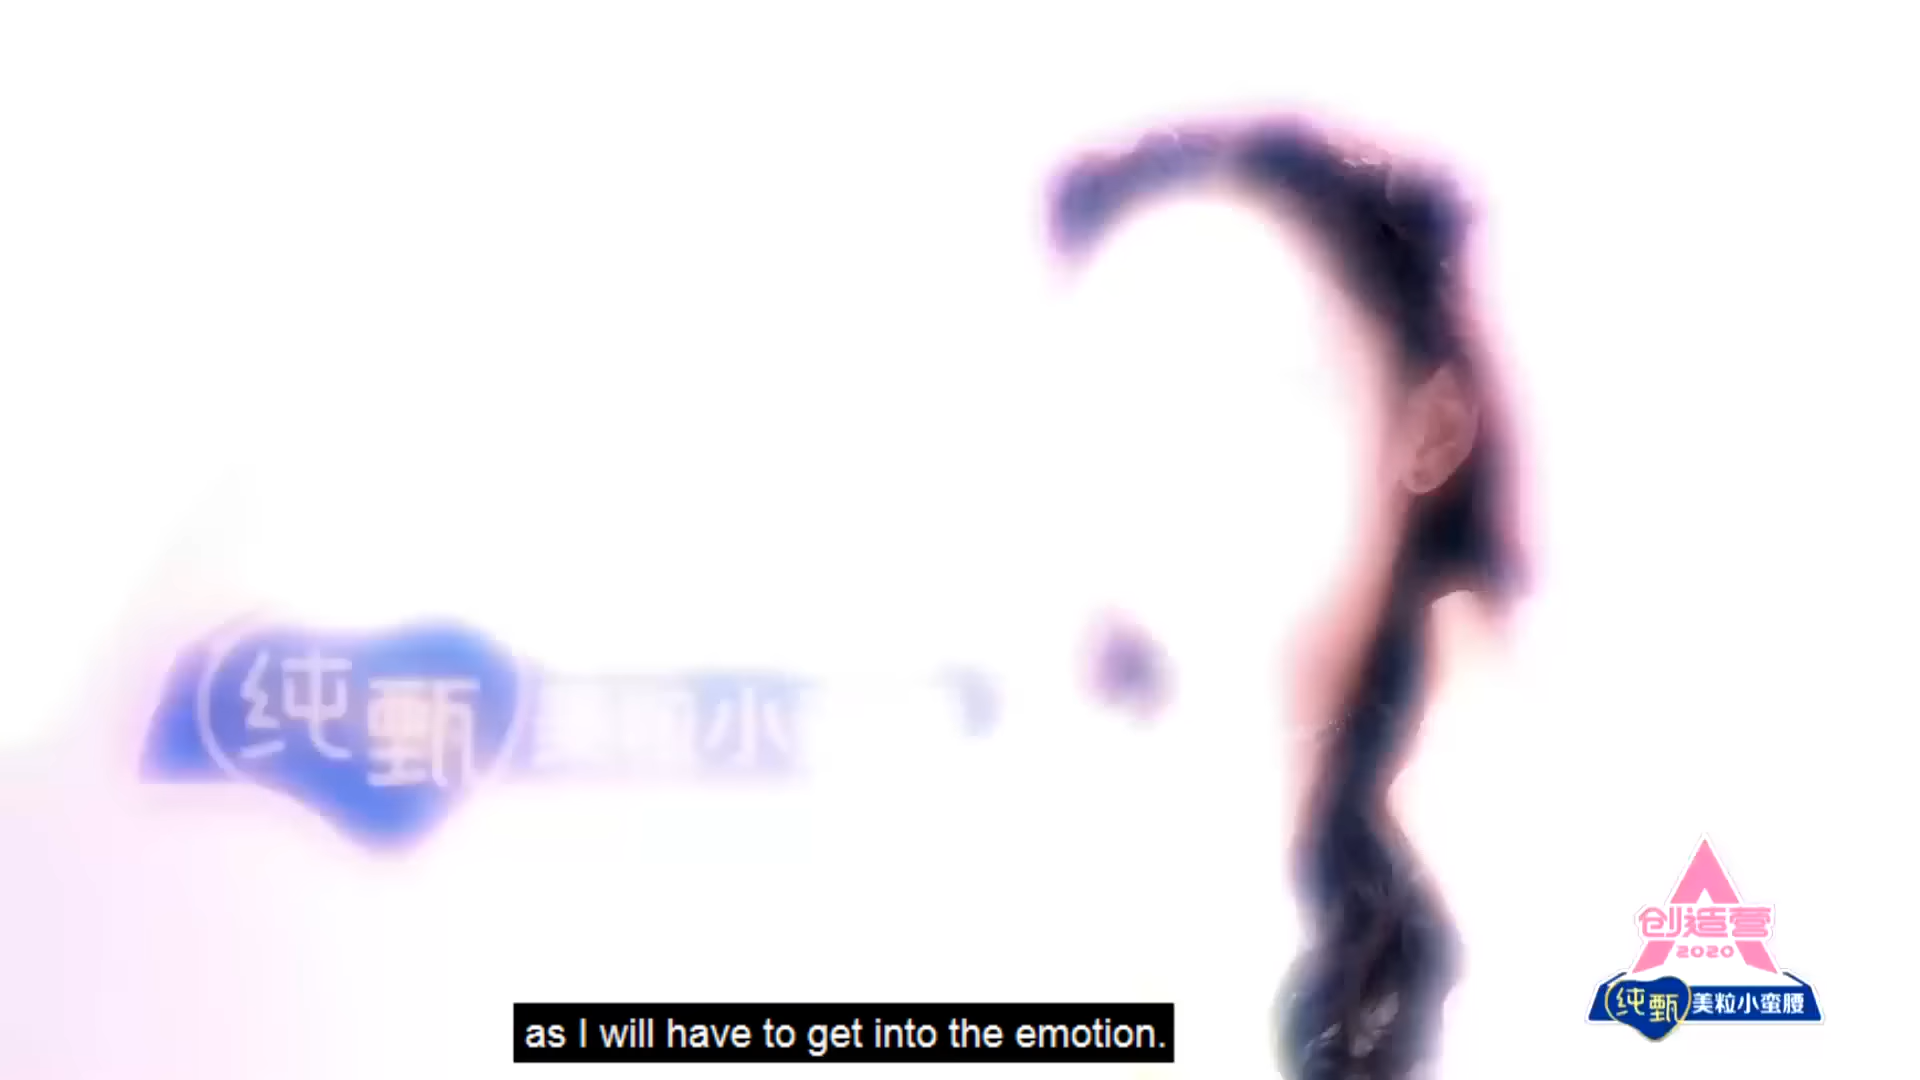 纯甄
小
as I will have to get into the emotion.
创造营
2020
纯甄 美粒小蛮腰